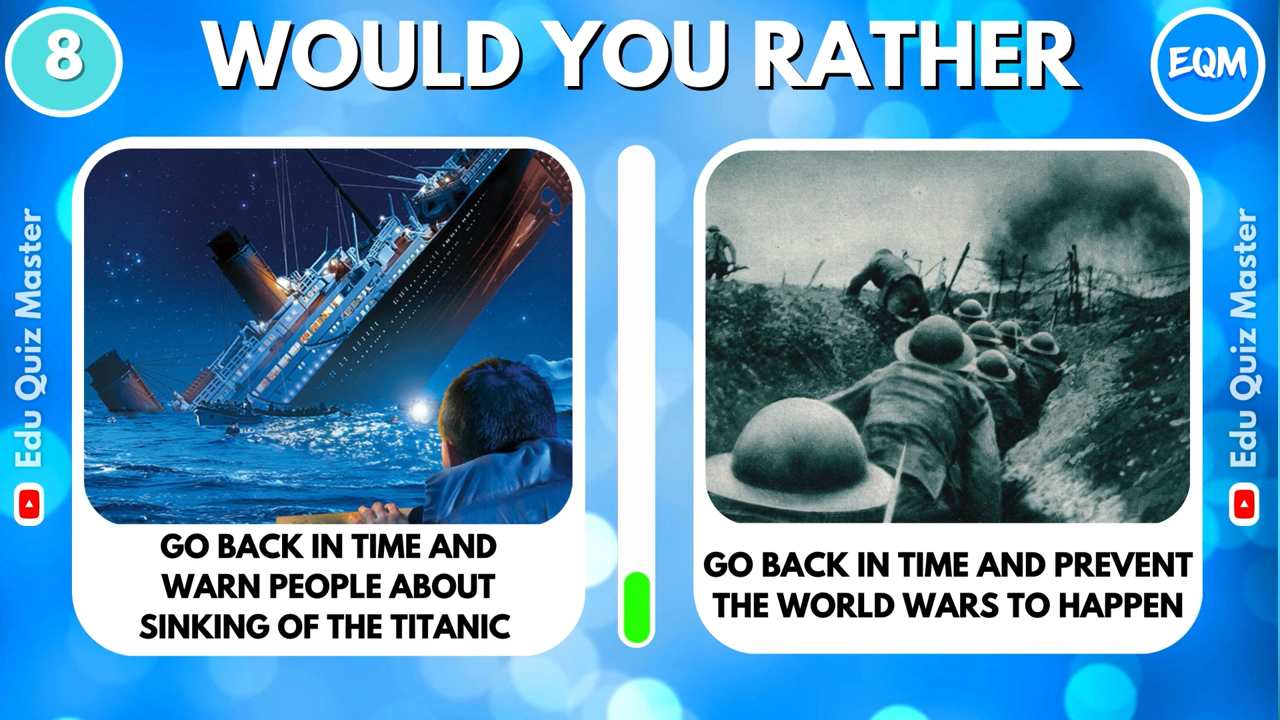 8
WOULD YOU RATHER
EQM
Edu Quiz Master
GO BACK IN TIME AND
WARN PEOPLE ABOUT
SINKING OF THE TITANIC
GO BACK IN TIME AND PREVENT
THE WORLD WARS TO HAPPEN
Edu Quiz Master